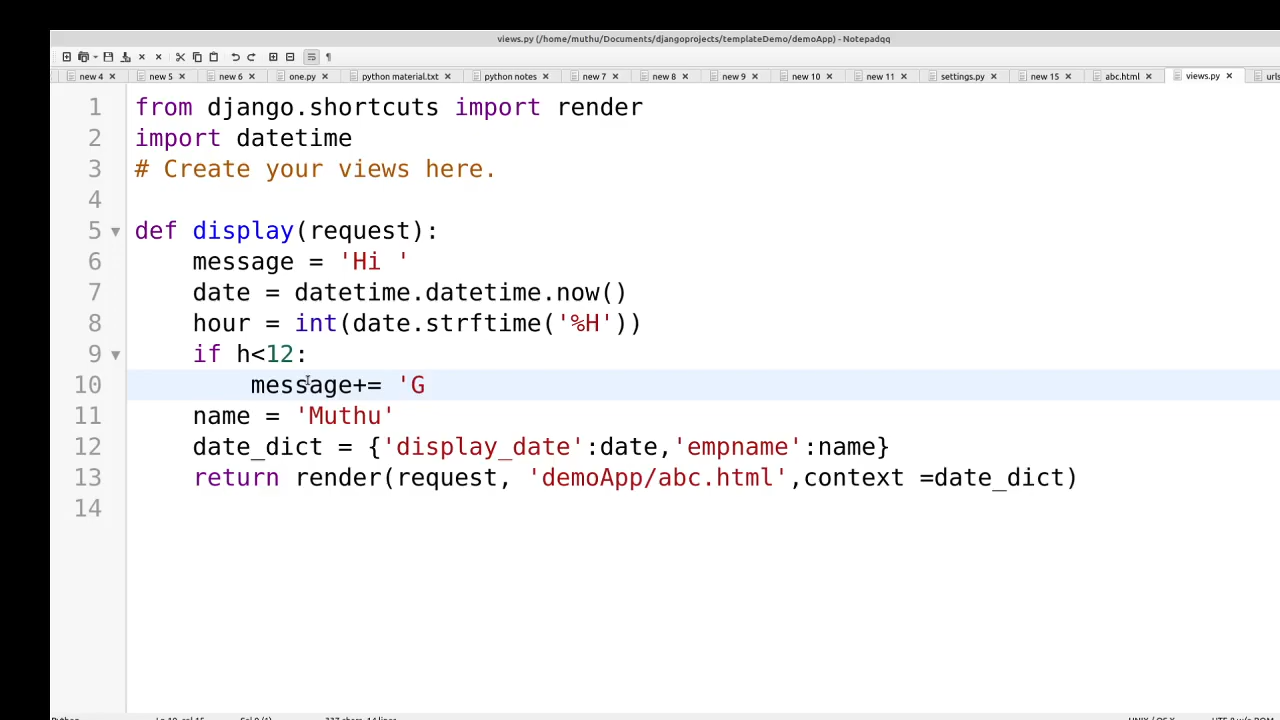 views.py (/home/muthu/Documents/djangoprojects/templateDemo/demoApp) - Notepadqq
new 4 new 5 new 6 one.py python material.txt python notes new 7 new 8 new 9 new 10 new 11 settings.py new 15 abc.html views.py urls
1 from django.shortcuts import render
2 import datetime
3 # Create your views here.
4
5 def display(request):
6 message = 'Hi '
7 date = datetime.datetime.now()
8 hour = int(date.strftime('%H'))
9 if h<12:
10 message+= 'G
11 name = 'Muthu'
12 date_dict = {'display_date':date,'empname':name}
13 return render(request, 'demoApp/abc.html',context =date_dict)
14